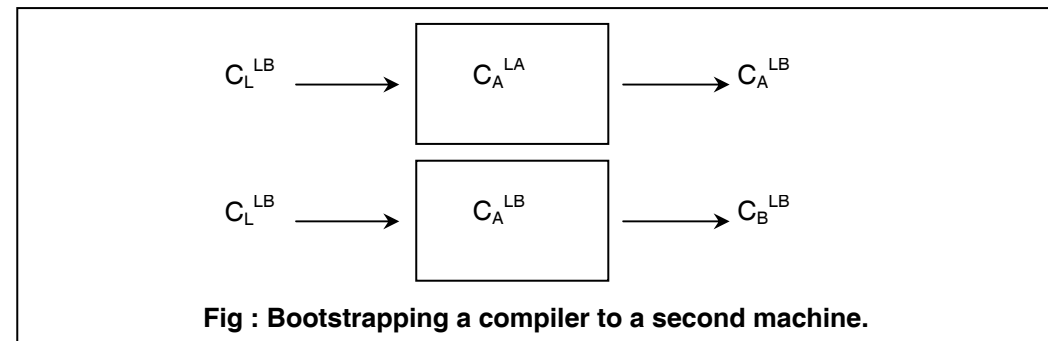 C_L^LB C_A^LA C_A^LB
C_L^LB C_A^LB C_B^LB
Fig : Bootstrapping a compiler to a second machine.